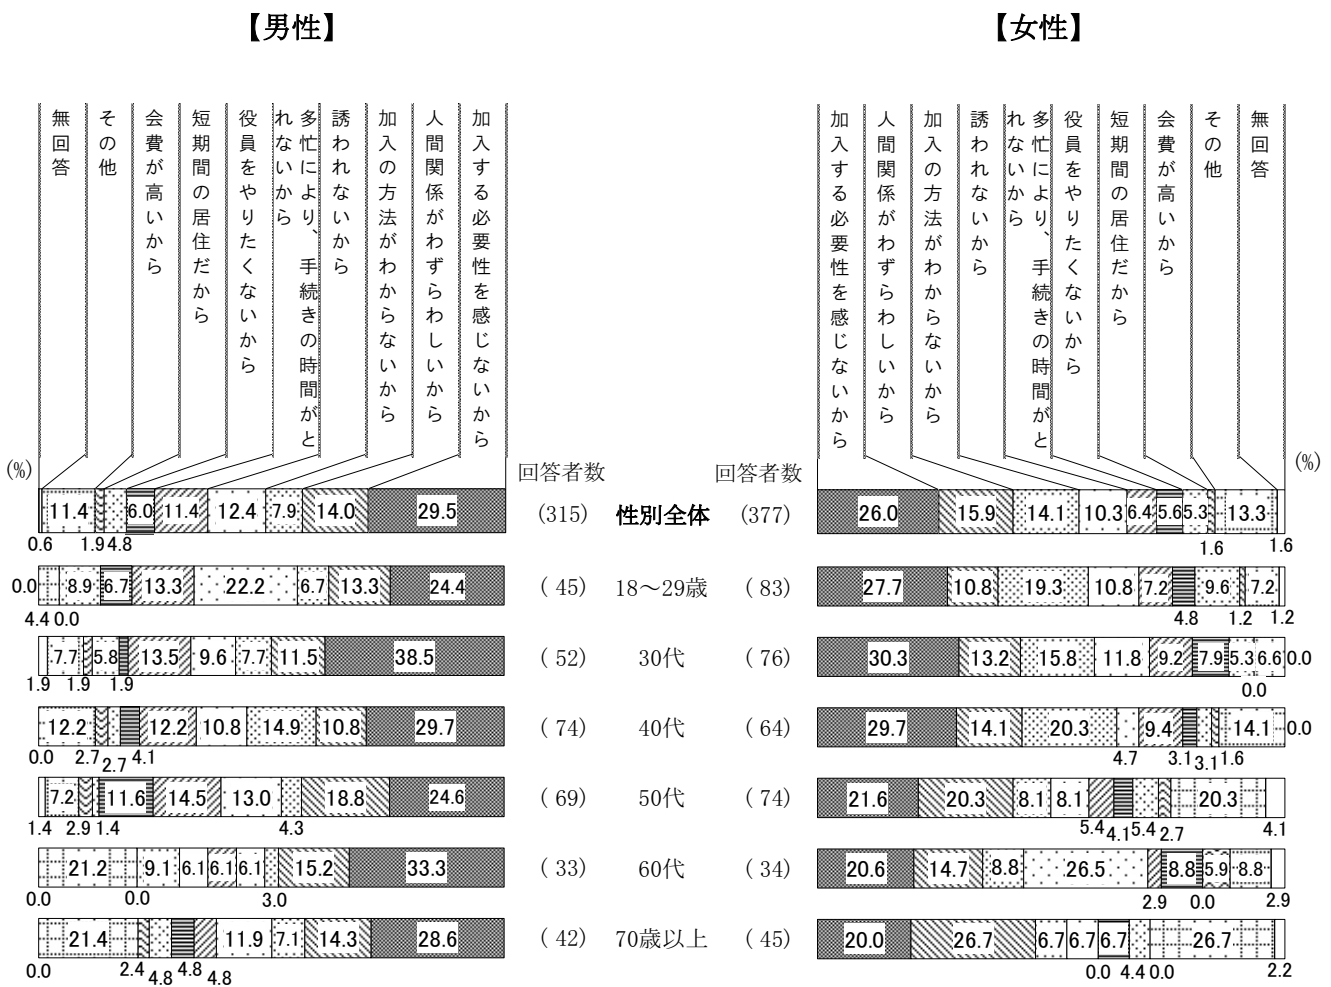 【男性】
【女性】
無回答
その他
会費が高いから
短期間の居住だから
役員をやりたくないから
多忙により、手続きの時間がと
れないから
誘われないから
加入の方法がわからないから
人間関係がわずらわしいから
加入する必要性を感じないから
加入する必要性を感じないから
人間関係がわずらわしいから
加入の方法がわからないから
誘われないから
多忙により、手続きの時間がと
れないから
役員をやりたくないから
短期間の居住だから
会費が高いから
その他
無回答
(%) 回答者数 回答者数 (%)
11.4 6.0 11.4 12.4 7.9 14.0 29.5 (315) 性別全体 (377) 26.0 15.9 14.1 10.3 6.4 5.6 5.3 13.3
0.6 1.9 4.8 1.6 1.6
0.0 8.9 6.7 13.3 22.2 6.7 13.3 24.4 ( 45) 18～29歳 ( 83) 27.7 10.8 19.3 10.8 7.2 9.6 7.2
4.4 0.0 4.8 1.2 1.2
7.7 5.8 13.5 9.6 7.7 11.5 38.5 ( 52) 30代 ( 76) 30.3 13.2 15.8 11.8 9.2 7.9 5.3 6.6 0.0
1.9 1.9 1.9 0.0
12.2 12.2 10.8 14.9 10.8 29.7 ( 74) 40代 ( 64) 29.7 14.1 20.3 9.4 14.1 0.0
0.0 2.7 2.7 4.1 4.7 3.1 3.1 1.6
7.2 11.6 14.5 13.0 18.8 24.6 ( 69) 50代 ( 74) 21.6 20.3 8.1 8.1 20.3
1.4 2.9 1.4 4.3 5.4 4.1 5.4 2.7 4.1
21.2 9.1 6.1 6.1 6.1 15.2 33.3 ( 33) 60代 ( 34) 20.6 14.7 8.8 26.5 8.8 5.9 8.8
0.0 0.0 3.0 2.9 0.0 2.9
21.4 11.9 7.1 14.3 28.6 ( 42) 70歳以上 ( 45) 20.0 26.7 6.7 6.7 6.7 26.7
0.0 2.4 4.8 4.8 4.8 0.0 4.4 0.0 2.2